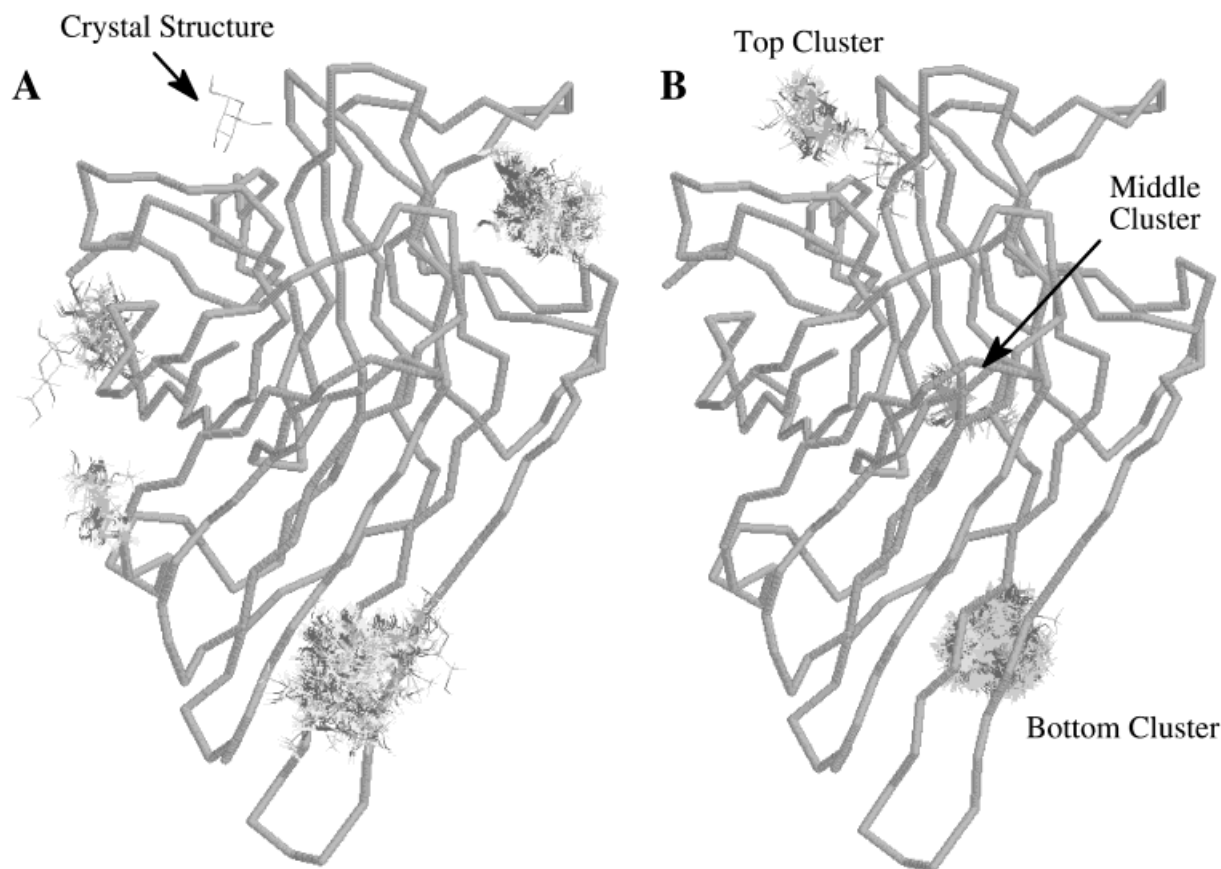 Crystal Structure
A
Top Cluster
B
Middle
Cluster
Bottom Cluster